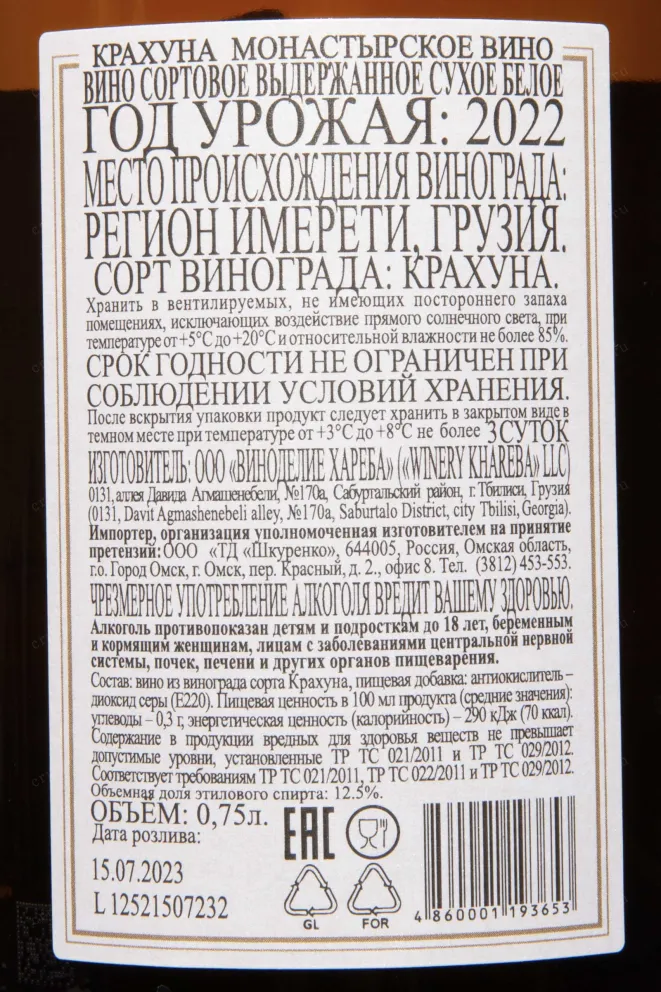 КРАХУНА МОНАСТЫРСКОЕ ВИНО
ВИНО СОРТОВОЕ ВЫДЕРЖАННОЕ СУХОЕ БЕЛОЕ
ГОД УРОЖАЯ: 2022
МЕСТО ПРОИСХОЖДЕНИЯ ВИНОГРАДА:
РЕГИОН ИМЕРЕТИ, ГРУЗИЯ.
СОРТ ВИНОГРАДА: КРАХУНА.
Хранить в вентилируемых, не имеющих постороннего запаха
помещениях, исключающих воздействие прямого солнечного света, при
температуре от +5°С до +20°С и относительной влажности не более 85%.
СРОК ГОДНОСТИ НЕ ОГРАНИЧЕН ПРИ
СОБЛЮДЕНИИ УСЛОВИЙ ХРАНЕНИЯ.
После вскрытия упаковки продукт следует хранить в закрытом виде в
темном месте при температуре от +3°С до +8°С не более 3 СУТОК
ИЗГОТОВИТЕЛЬ: ООО «ВИНОДЕЛИЕ ХАРЕБА» («WINERY KHAREBA» LLC)
0131, аллея Давида Агмашенебели, №170а, Сабурталский район, г. Тбилиси, Грузия
(0131, Davit Agmashenebeli alley, №170a, Saburtalo District, city Tbilisi, Georgia).
Импортер, организация уполномоченная изготовителем на принятие
претензий: ООО «ТД «Шкуренко», 644005, Россия, Омская область,
г.о. Город Омск, г. Омск, пер. Красный, д. 2., офис 8. Тел. (3812) 453-553.
ЧРЕЗМЕРНОЕ УПОТРЕБЛЕНИЕ АЛКОГОЛЯ ВРЕДИТ ВАШЕМУ ЗДОРОВЬЮ.
Алкоголь противопоказан детям и подросткам до 18 лет, беременным
и кормящим женщинам, лицам с заболеваниями центральной нервной
системы, почек, печени и других органов пищеварения.
Состав: вино из винограда сорта Крахуна, пищевая добавка: антиокислитель –
диоксид серы (Е220). Пищевая ценность в 100 мл продукта (средние значения):
углеводы – 0,3 г, энергетическая ценность (калорийность) – 290 кДж (70 ккал).
Содержание в продукции вредных для здоровья веществ не превышает
допустимые уровни, установленные ТР ТС 021/2011 и ТР ТС 029/2012.
Соответствует требованиям ТР ТС 021/2011, ТР ТС 022/2011 и ТР ТС 029/2012.
Объемная доля этилового спирта: 12.5%.
ОБЪЁМ: 0,75л.
Дата розлива:
15.07.2023
L 12521507232
EAC
GL
FOR
4 860001 193653